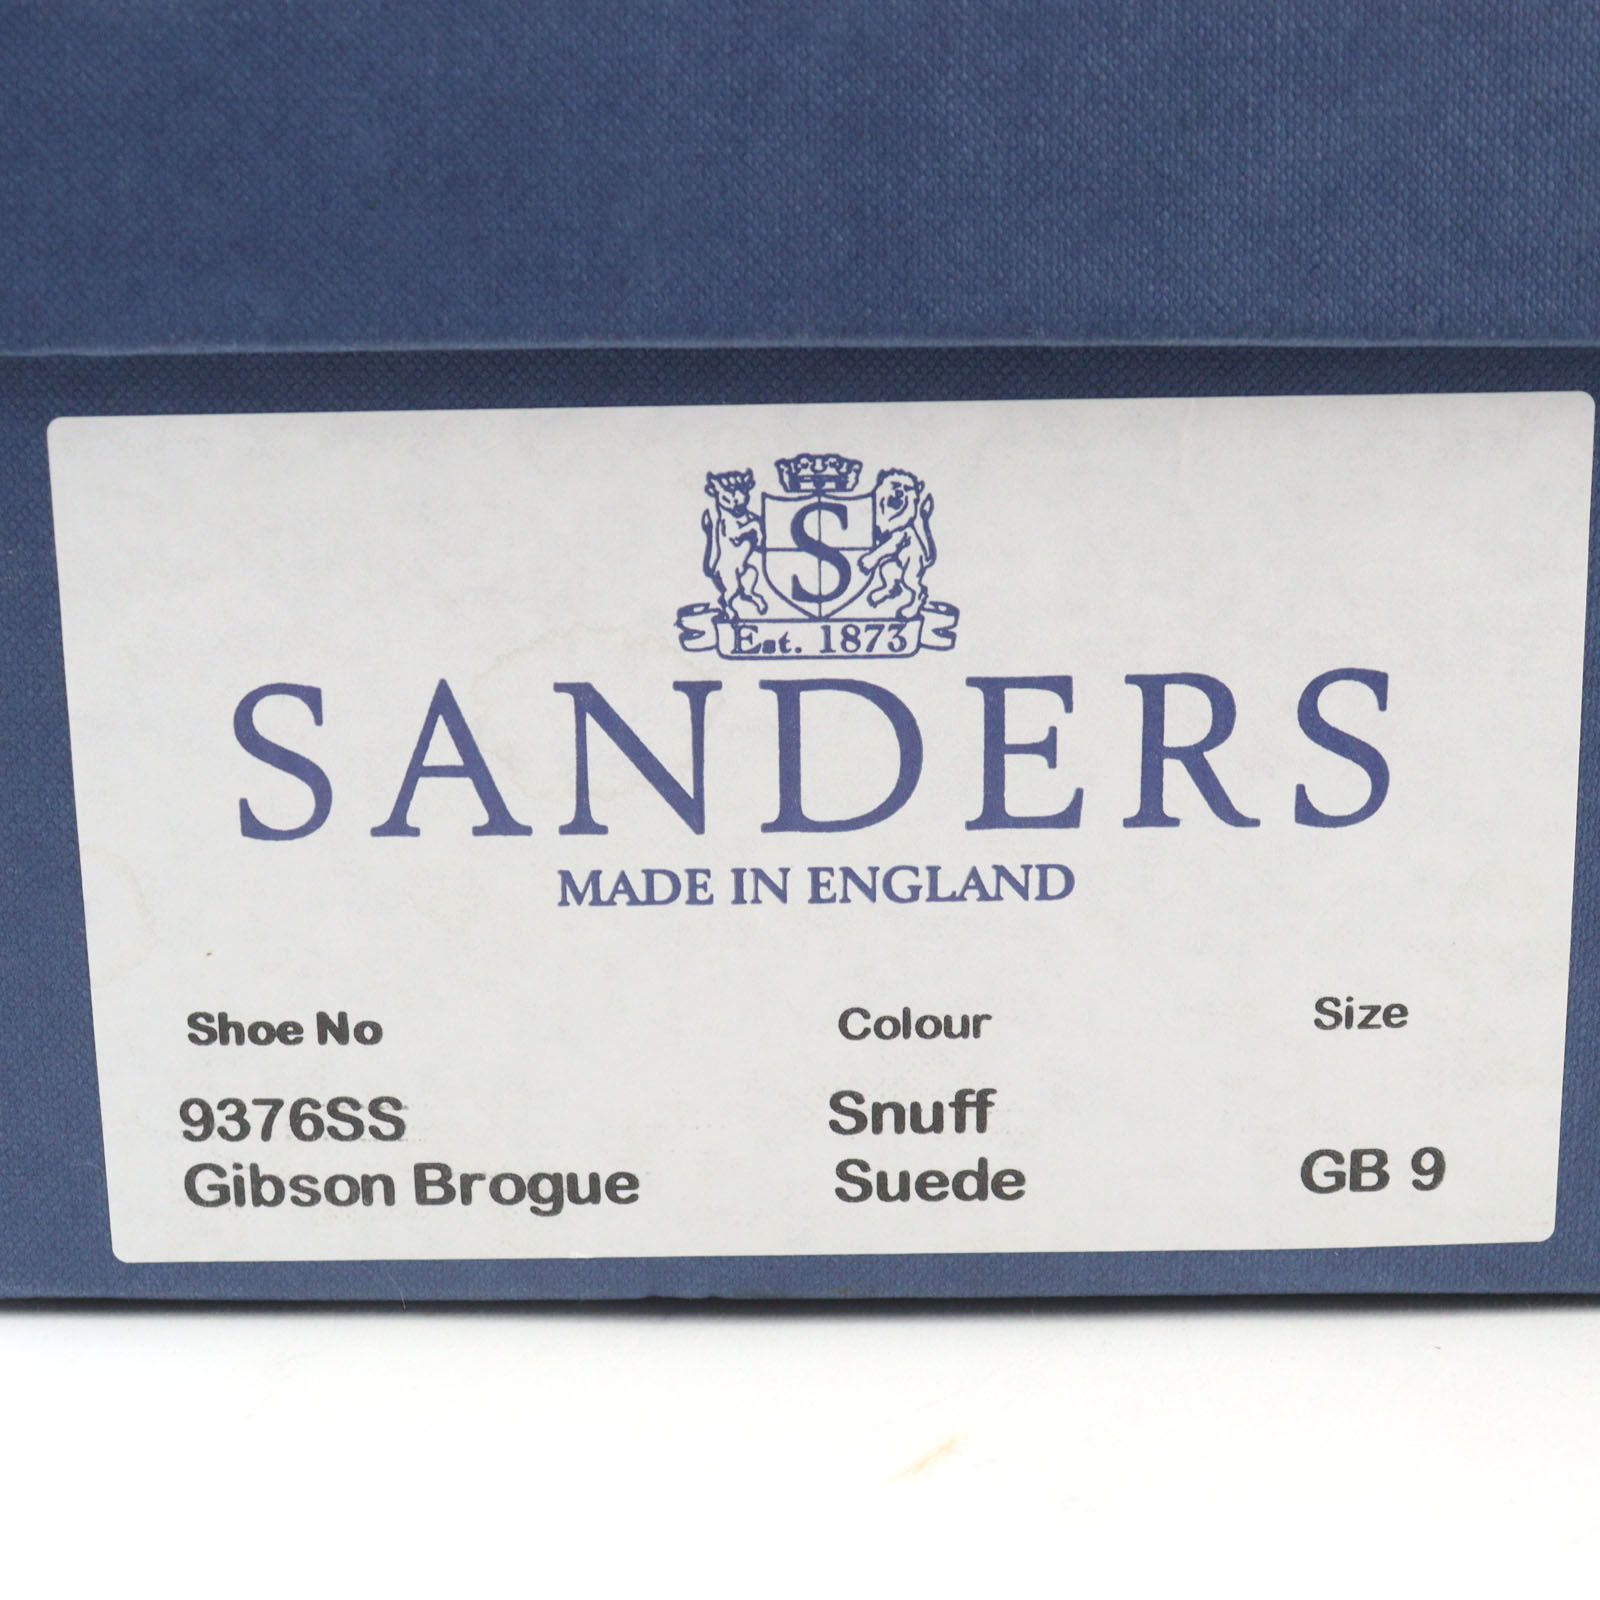 S
Est. 1873
SANDERS
MADE IN ENGLAND
Shoe No Colour Size
9376SS Snuff
Gibson Brogue Suede GB 9